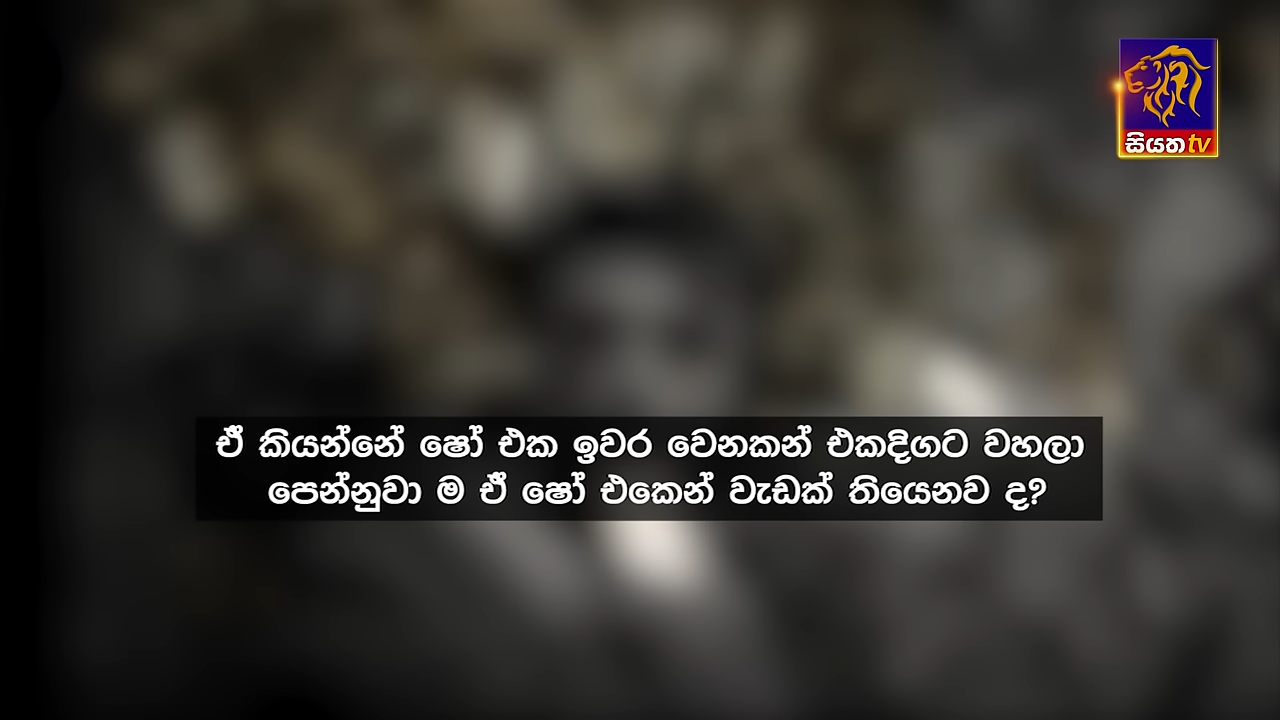 සියත tv
ඒ කියන්නේ ෂෝ එක ඉවර වෙනකන් එකදිගට වහලා
පෙන්නුවා ම ඒ ෂෝ එකෙන් වැඩක් තියෙනව ද?